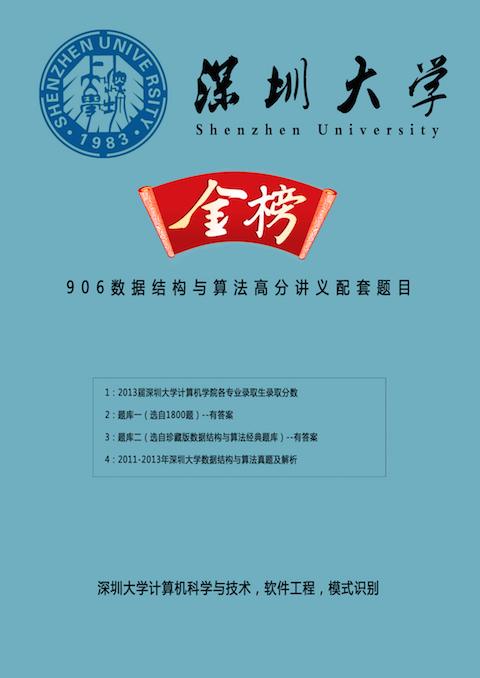 SHENZHEN UNIVERSITY
深圳大學
1983
深圳大学
Shenzhen University
金榜
906数据结构与算法高分讲义配套题目
1：2013届深圳大学计算机学院各专业录取生录取分数
2：题库一（选自1800题）--有答案
3：题库二（选自珍藏版数据结构与算法经典题库）--有答案
4：2011-2013年深圳大学数据结构与算法真题及解析
深圳大学计算机科学与技术，软件工程，模式识别